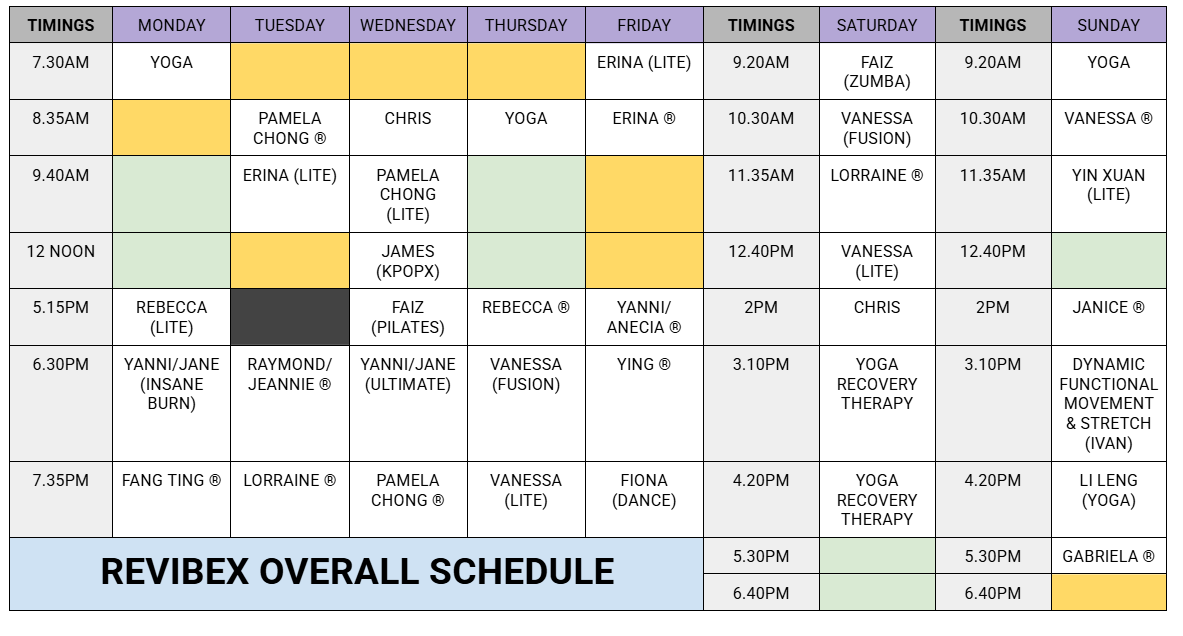 TIMINGS MONDAY TUESDAY WEDNESDAY THURSDAY FRIDAY TIMINGS SATURDAY TIMINGS SUNDAY
7.30AM YOGA ERINA (LITE) 9.20AM FAIZ 9.20AM YOGA
(ZUMBA)
8.35AM PAMELA CHRIS YOGA ERINA ® 10.30AM VANESSA 10.30AM VANESSA ®
CHONG ® (FUSION)
9.40AM ERINA (LITE) PAMELA 11.35AM LORRAINE ® 11.35AM YIN XUAN
CHONG (LITE)
(LITE)
12 NOON JAMES 12.40PM VANESSA 12.40PM
(KPOPX) (LITE)
5.15PM REBECCA FAIZ REBECCA ® YANNI/ 2PM CHRIS 2PM JANICE ®
(LITE) (PILATES) ANECIA ®
6.30PM YANNI/JANE RAYMOND/ YANNI/JANE VANESSA YING ® 3.10PM YOGA 3.10PM DYNAMIC
(INSANE JEANNIE ® (ULTIMATE) (FUSION) RECOVERY FUNCTIONAL
BURN) THERAPY MOVEMENT
& STRETCH
(IVAN)
7.35PM FANG TING ® LORRAINE ® PAMELA VANESSA FIONA 4.20PM YOGA 4.20PM LI LENG
CHONG ® (LITE) (DANCE) RECOVERY (YOGA)
THERAPY
REVIBEX OVERALL SCHEDULE
5.30PM 5.30PM GABRIELA ®
6.40PM 6.40PM